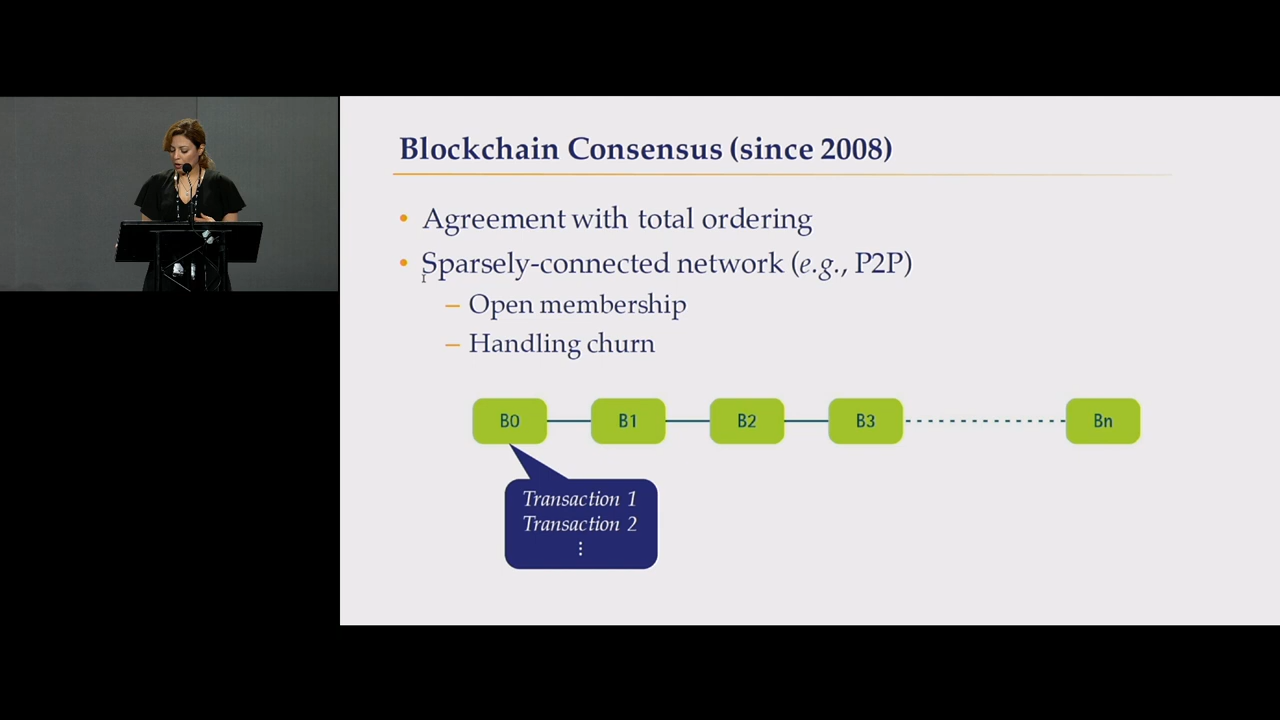 Blockchain Consensus (since 2008)
• Agreement with total ordering
• Sparsely-connected network (e.g., P2P)
– Open membership
– Handling churn
B0 B1 B2 B3 Bn
Transaction 1
Transaction 2
⋮